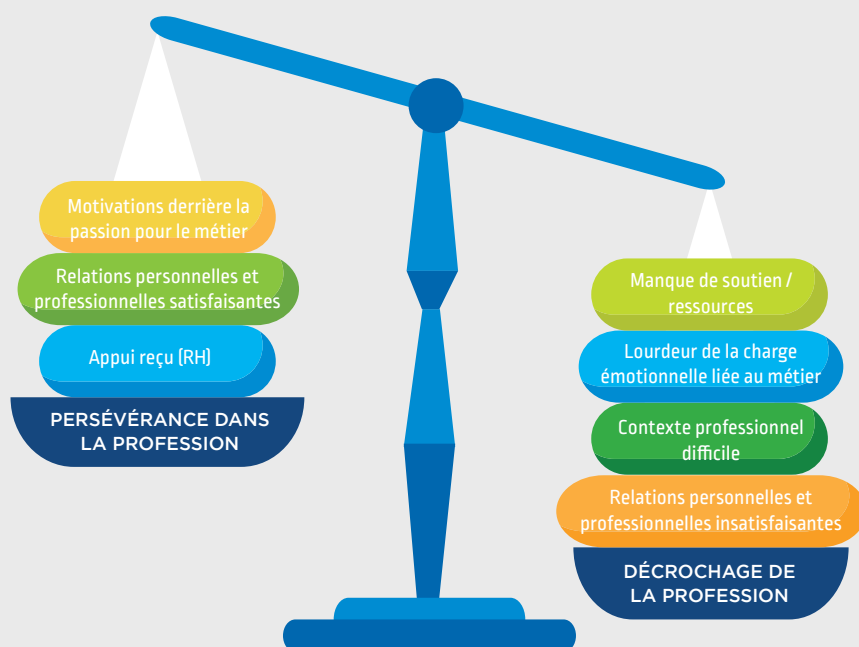 Motivations derrière la
passion pour le métier
Relations personnelles et
professionnelles satisfaisantes
Appui reçu (RH)
PERSÉVÉRANCE DANS
LA PROFESSION
Manque de soutien /
ressources
Lourdeur de la charge
émotionnelle liée au métier
Contexte professionnel
difficile
Relations personnelles et
professionnelles insatisfaisantes
DÉCROCHAGE DE
LA PROFESSION